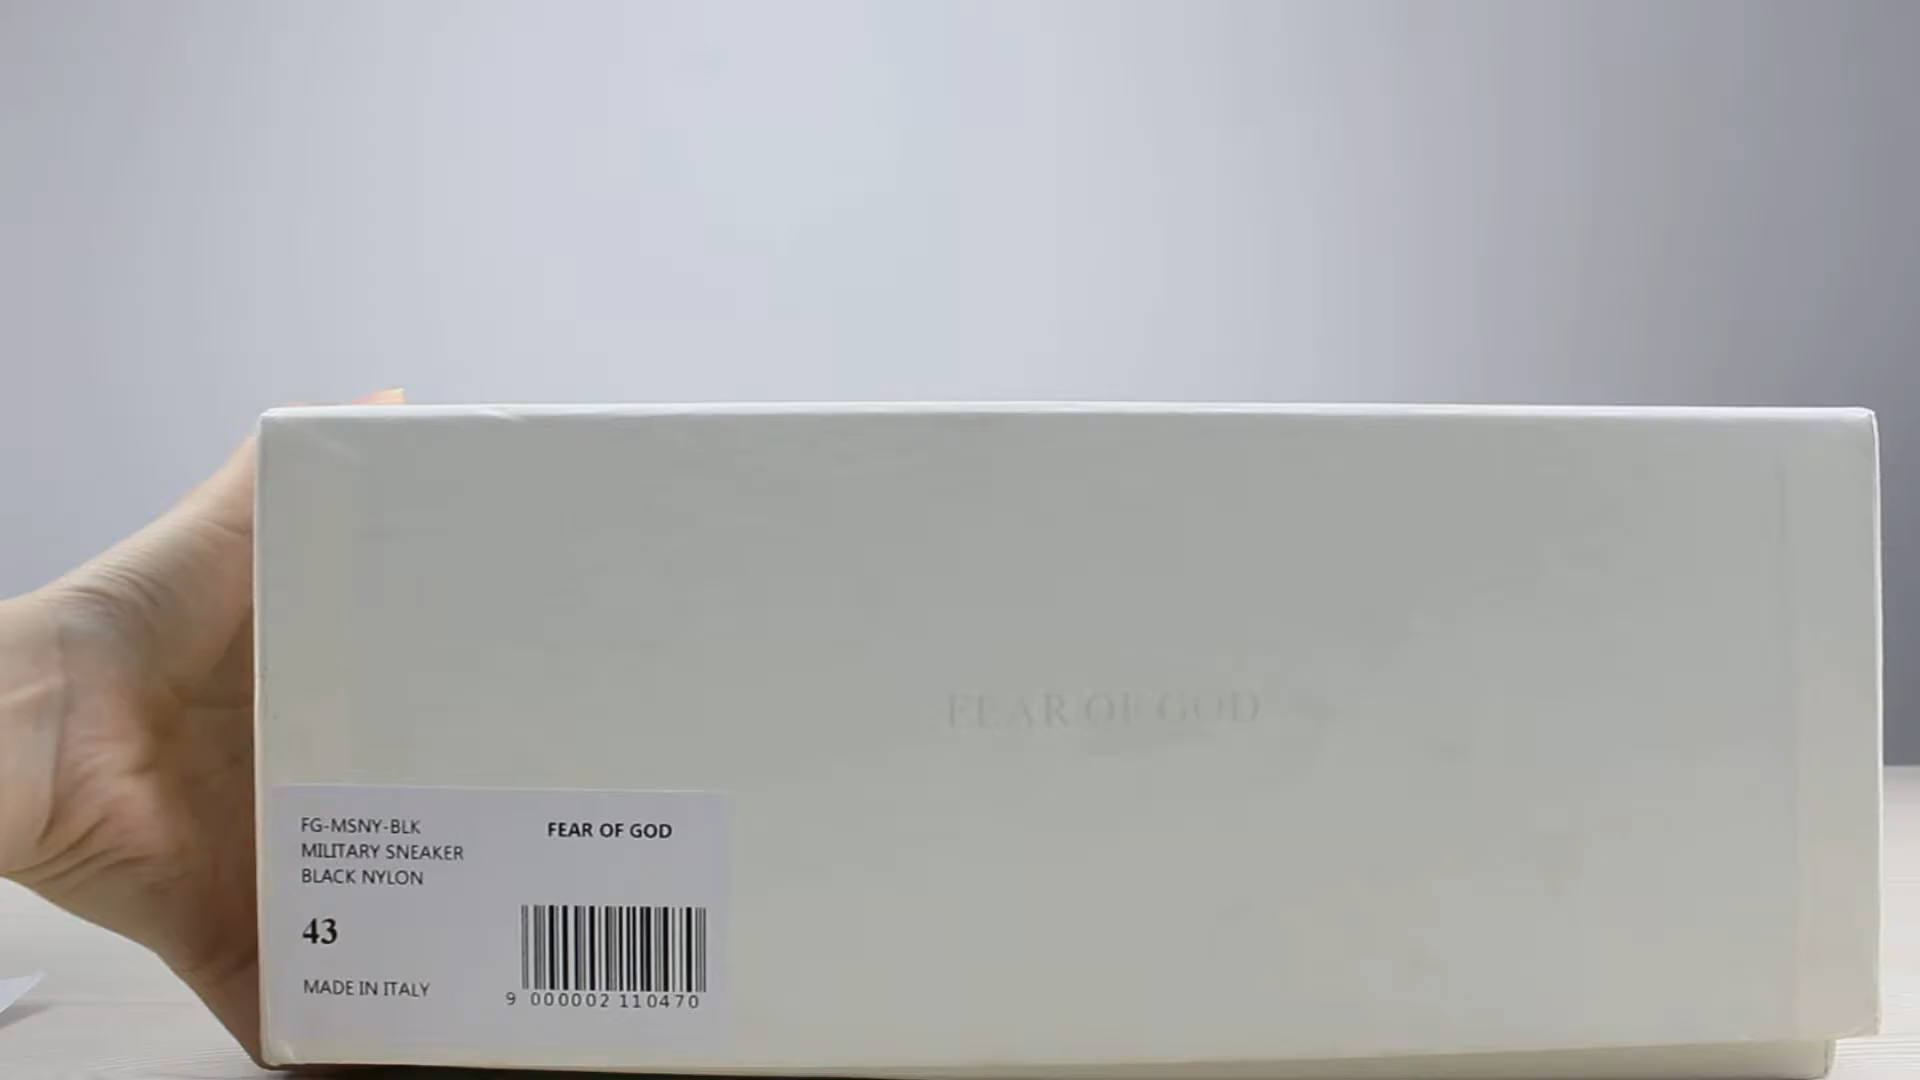 FEAR OF GOD
FG-MSNY-BLK
MILITARY SNEAKER
BLACK NYLON
FEAR OF GOD
43
MADE IN ITALY
9 000002 110470